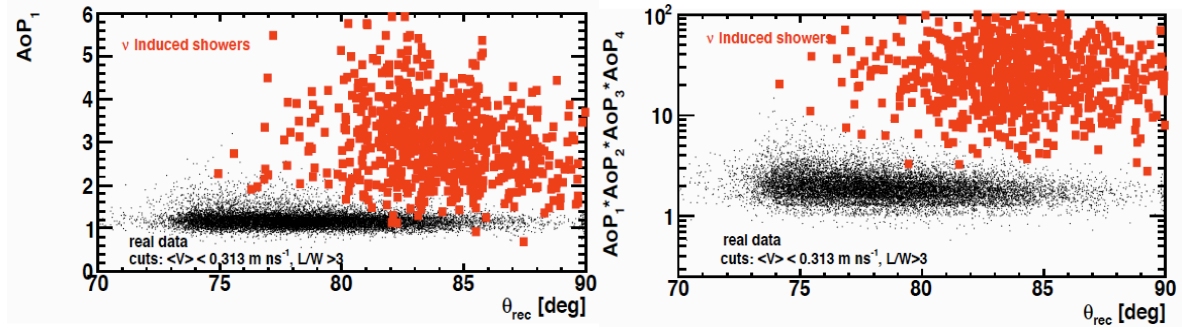 AoP1
6
5
4
3
2
1
0
ν Induced showers
real data
cuts: <V> < 0.313 m ns⁻¹, L/W >3
70 75 80 85 90
θrec [deg]
AoP1*AoP2*AoP3*AoP4
10²
10
1
ν Induced showers
real data
cuts: <V> < 0.313 m ns⁻¹, L/W>3
70 75 80 85 90
θrec [deg]